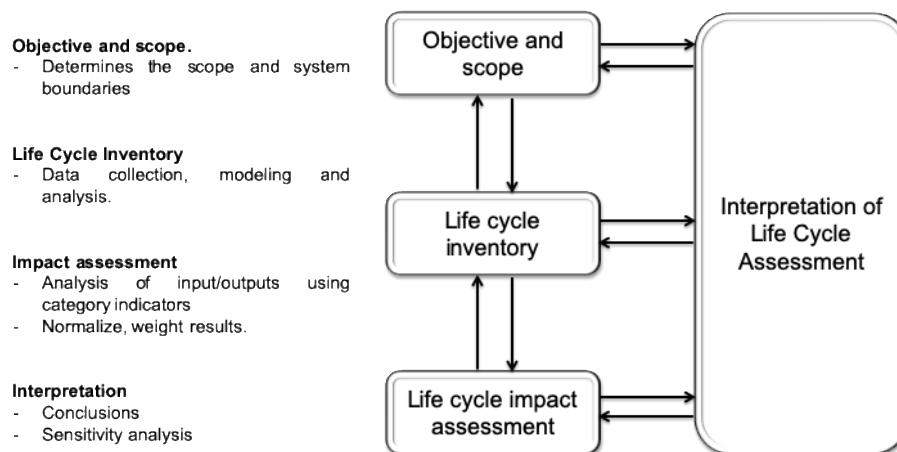 Objective and scope.
- Determines the scope and system
boundaries
Life Cycle Inventory
- Data collection, modeling and
analysis.
Impact assessment
- Analysis of input/outputs using
category indicators
- Normalize, weight results.
Interpretation
- Conclusions
- Sensitivity analysis
Objective and
scope
Life cycle
inventory
Life cycle impact
assessment
Interpretation of
Life Cycle
Assessment